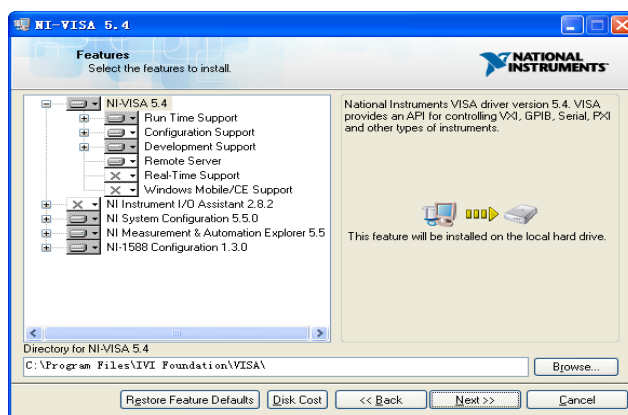 NI-VISA 5.4
Features
Select the features to install.
NATIONAL
INSTRUMENTS™
NI-VISA 5.4
Run Time Support
Configuration Support
Development Support
Remote Server
Real-Time Support
Windows Mobile/CE Support
NI Instrument I/O Assistant 2.8.2
NI System Configuration 5.5.0
NI Measurement & Automation Explorer 5.5
NI-1588 Configuration 1.3.0
National Instruments VISA driver version 5.4. VISA
provides an API for controlling VXI, GPIB, Serial, PXI
and other types of instruments.
This feature will be installed on the local hard drive.
Directory for NI-VISA 5.4
C:\Program Files\IVI Foundation\VISA\
Browse...
Restore Feature Defaults Disk Cost << Back Next >> Cancel